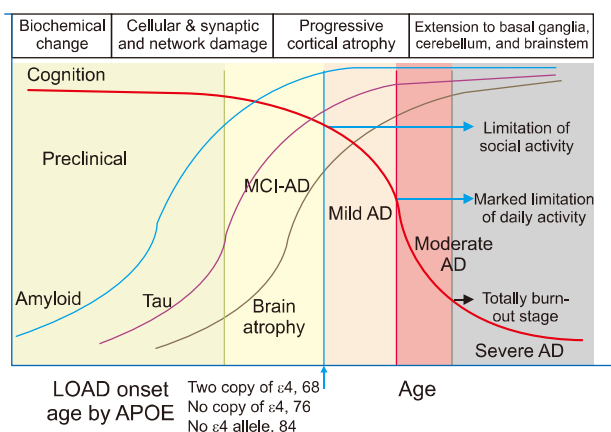 Biochemical
change
Cellular & synaptic
and network damage
Progressive
cortical atrophy
Extension to basal ganglia,
cerebellum, and brainstem
Cognition
Preclinical
Limitation of
social activity
MCI-AD
Mild AD
Marked limitation
of daily activity
Moderate
AD
Amyloid
Tau
Brain
atrophy
Totally burn-
out stage
Severe AD
LOAD onset
age by APOE
Two copy of ε4, 68
No copy of ε4, 76
No ε4 allele, 84
Age